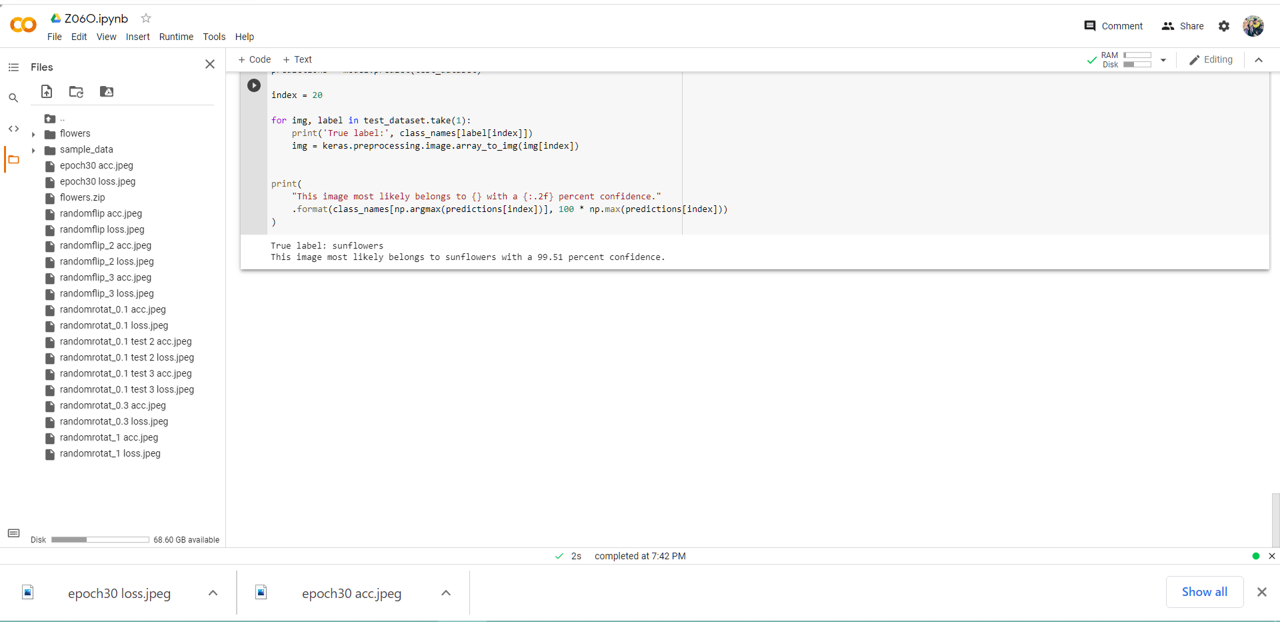 Z06O.ipynb
File Edit View Insert Runtime Tools Help
Comment Share
Files
+ Code + Text
RAM
Disk
Editing
..
flowers
sample_data
epoch30 acc.jpeg
epoch30 loss.jpeg
flowers.zip
randomflip acc.jpeg
randomflip loss.jpeg
randomflip_2 acc.jpeg
randomflip_2 loss.jpeg
randomflip_3 acc.jpeg
randomflip_3 loss.jpeg
randomrotat_0.1 acc.jpeg
randomrotat_0.1 loss.jpeg
randomrotat_0.1 test 2 acc.jpeg
randomrotat_0.1 test 2 loss.jpeg
randomrotat_0.1 test 3 acc.jpeg
randomrotat_0.1 test 3 loss.jpeg
randomrotat_0.3 acc.jpeg
randomrotat_0.3 loss.jpeg
randomrotat_1 acc.jpeg
randomrotat_1 loss.jpeg
Disk 68.60 GB available
index = 20
for img, label in test_dataset.take(1):
print('True label:', class_names[label[index]])
img = keras.preprocessing.image.array_to_img(img[index])
print(
"This image most likely belongs to {} with a {:.2f} percent confidence."
.format(class_names[np.argmax(predictions[index])], 100 * np.max(predictions[index]))
)
True label: sunflowers
This image most likely belongs to sunflowers with a 99.51 percent confidence.
2s completed at 7:42 PM
epoch30 loss.jpeg
epoch30 acc.jpeg
Show all